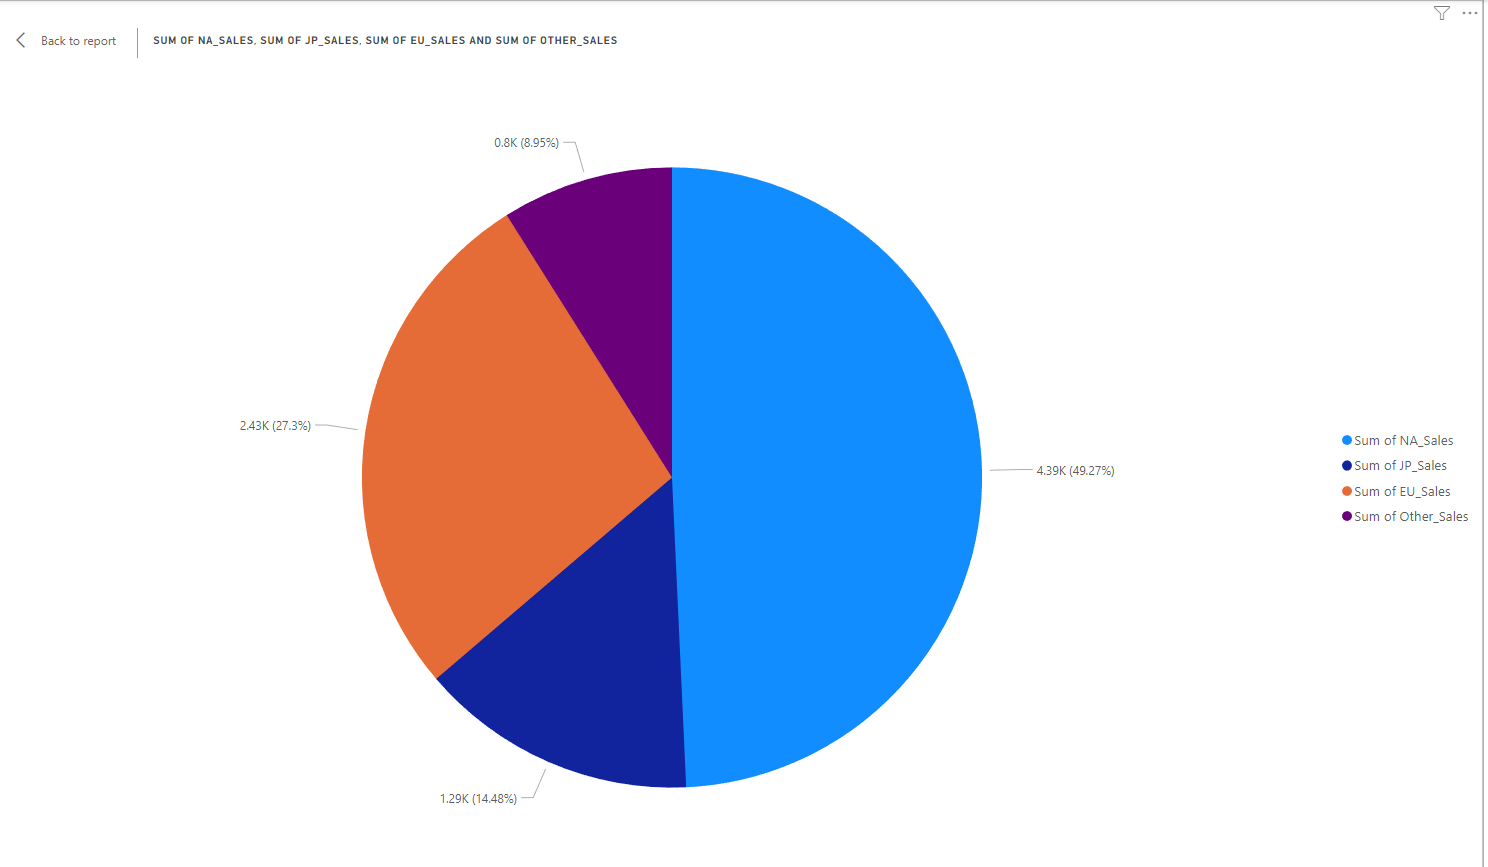 Back to report
SUM OF NA_SALES, SUM OF JP_SALES, SUM OF EU_SALES AND SUM OF OTHER_SALES
0.8K (8.95%)
2.43K (27.3%)
4.39K (49.27%)
1.29K (14.48%)
Sum of NA_Sales
Sum of JP_Sales
Sum of EU_Sales
Sum of Other_Sales